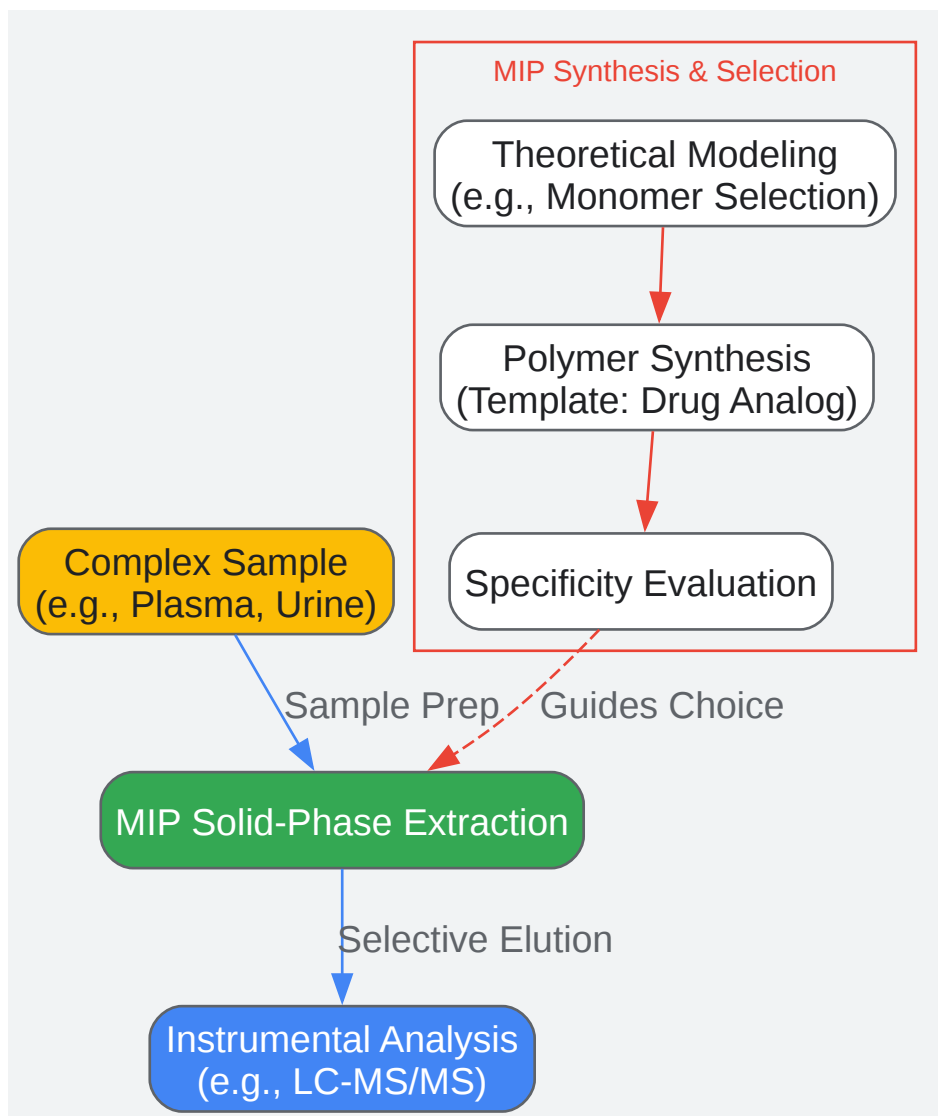 MIP Synthesis & Selection
Theoretical Modeling
(e.g., Monomer Selection)
Polymer Synthesis
(Template: Drug Analog)
Specificity Evaluation
Complex Sample
(e.g., Plasma, Urine)
Sample Prep
Guides Choice
MIP Solid-Phase Extraction
Selective Elution
Instrumental Analysis
(e.g., LC-MS/MS)